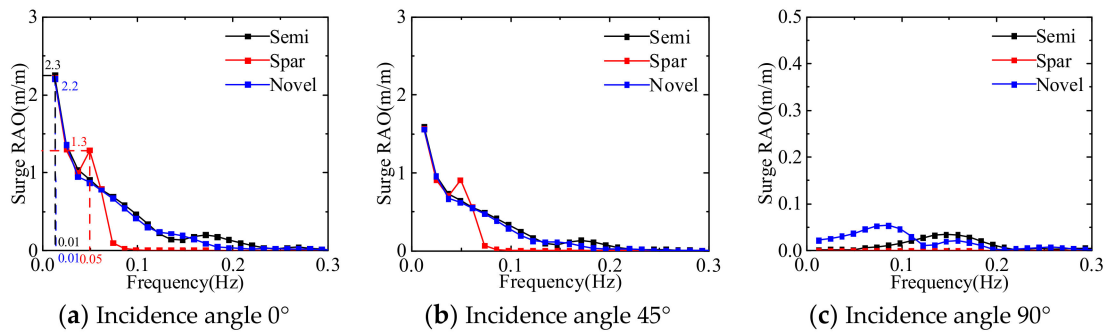 3
2
1
0
Surge RAO(m/m)
2.3
2.2
1.3
0.01
0.01
0.05
Semi
Spar
Novel
0.0
0.1
0.2
0.3
Frequency(Hz)
(a) Incidence angle 0°
3
2
1
0
Surge RAO(m/m)
Semi
Spar
Novel
0.0
0.1
0.2
0.3
Frequency(Hz)
(b) Incidence angle 45°
0.5
0.4
0.3
0.2
0.1
0.0
Surge RAO(m/m)
Semi
Spar
Novel
0.0
0.1
0.2
0.3
Frequency(Hz)
(c) Incidence angle 90°